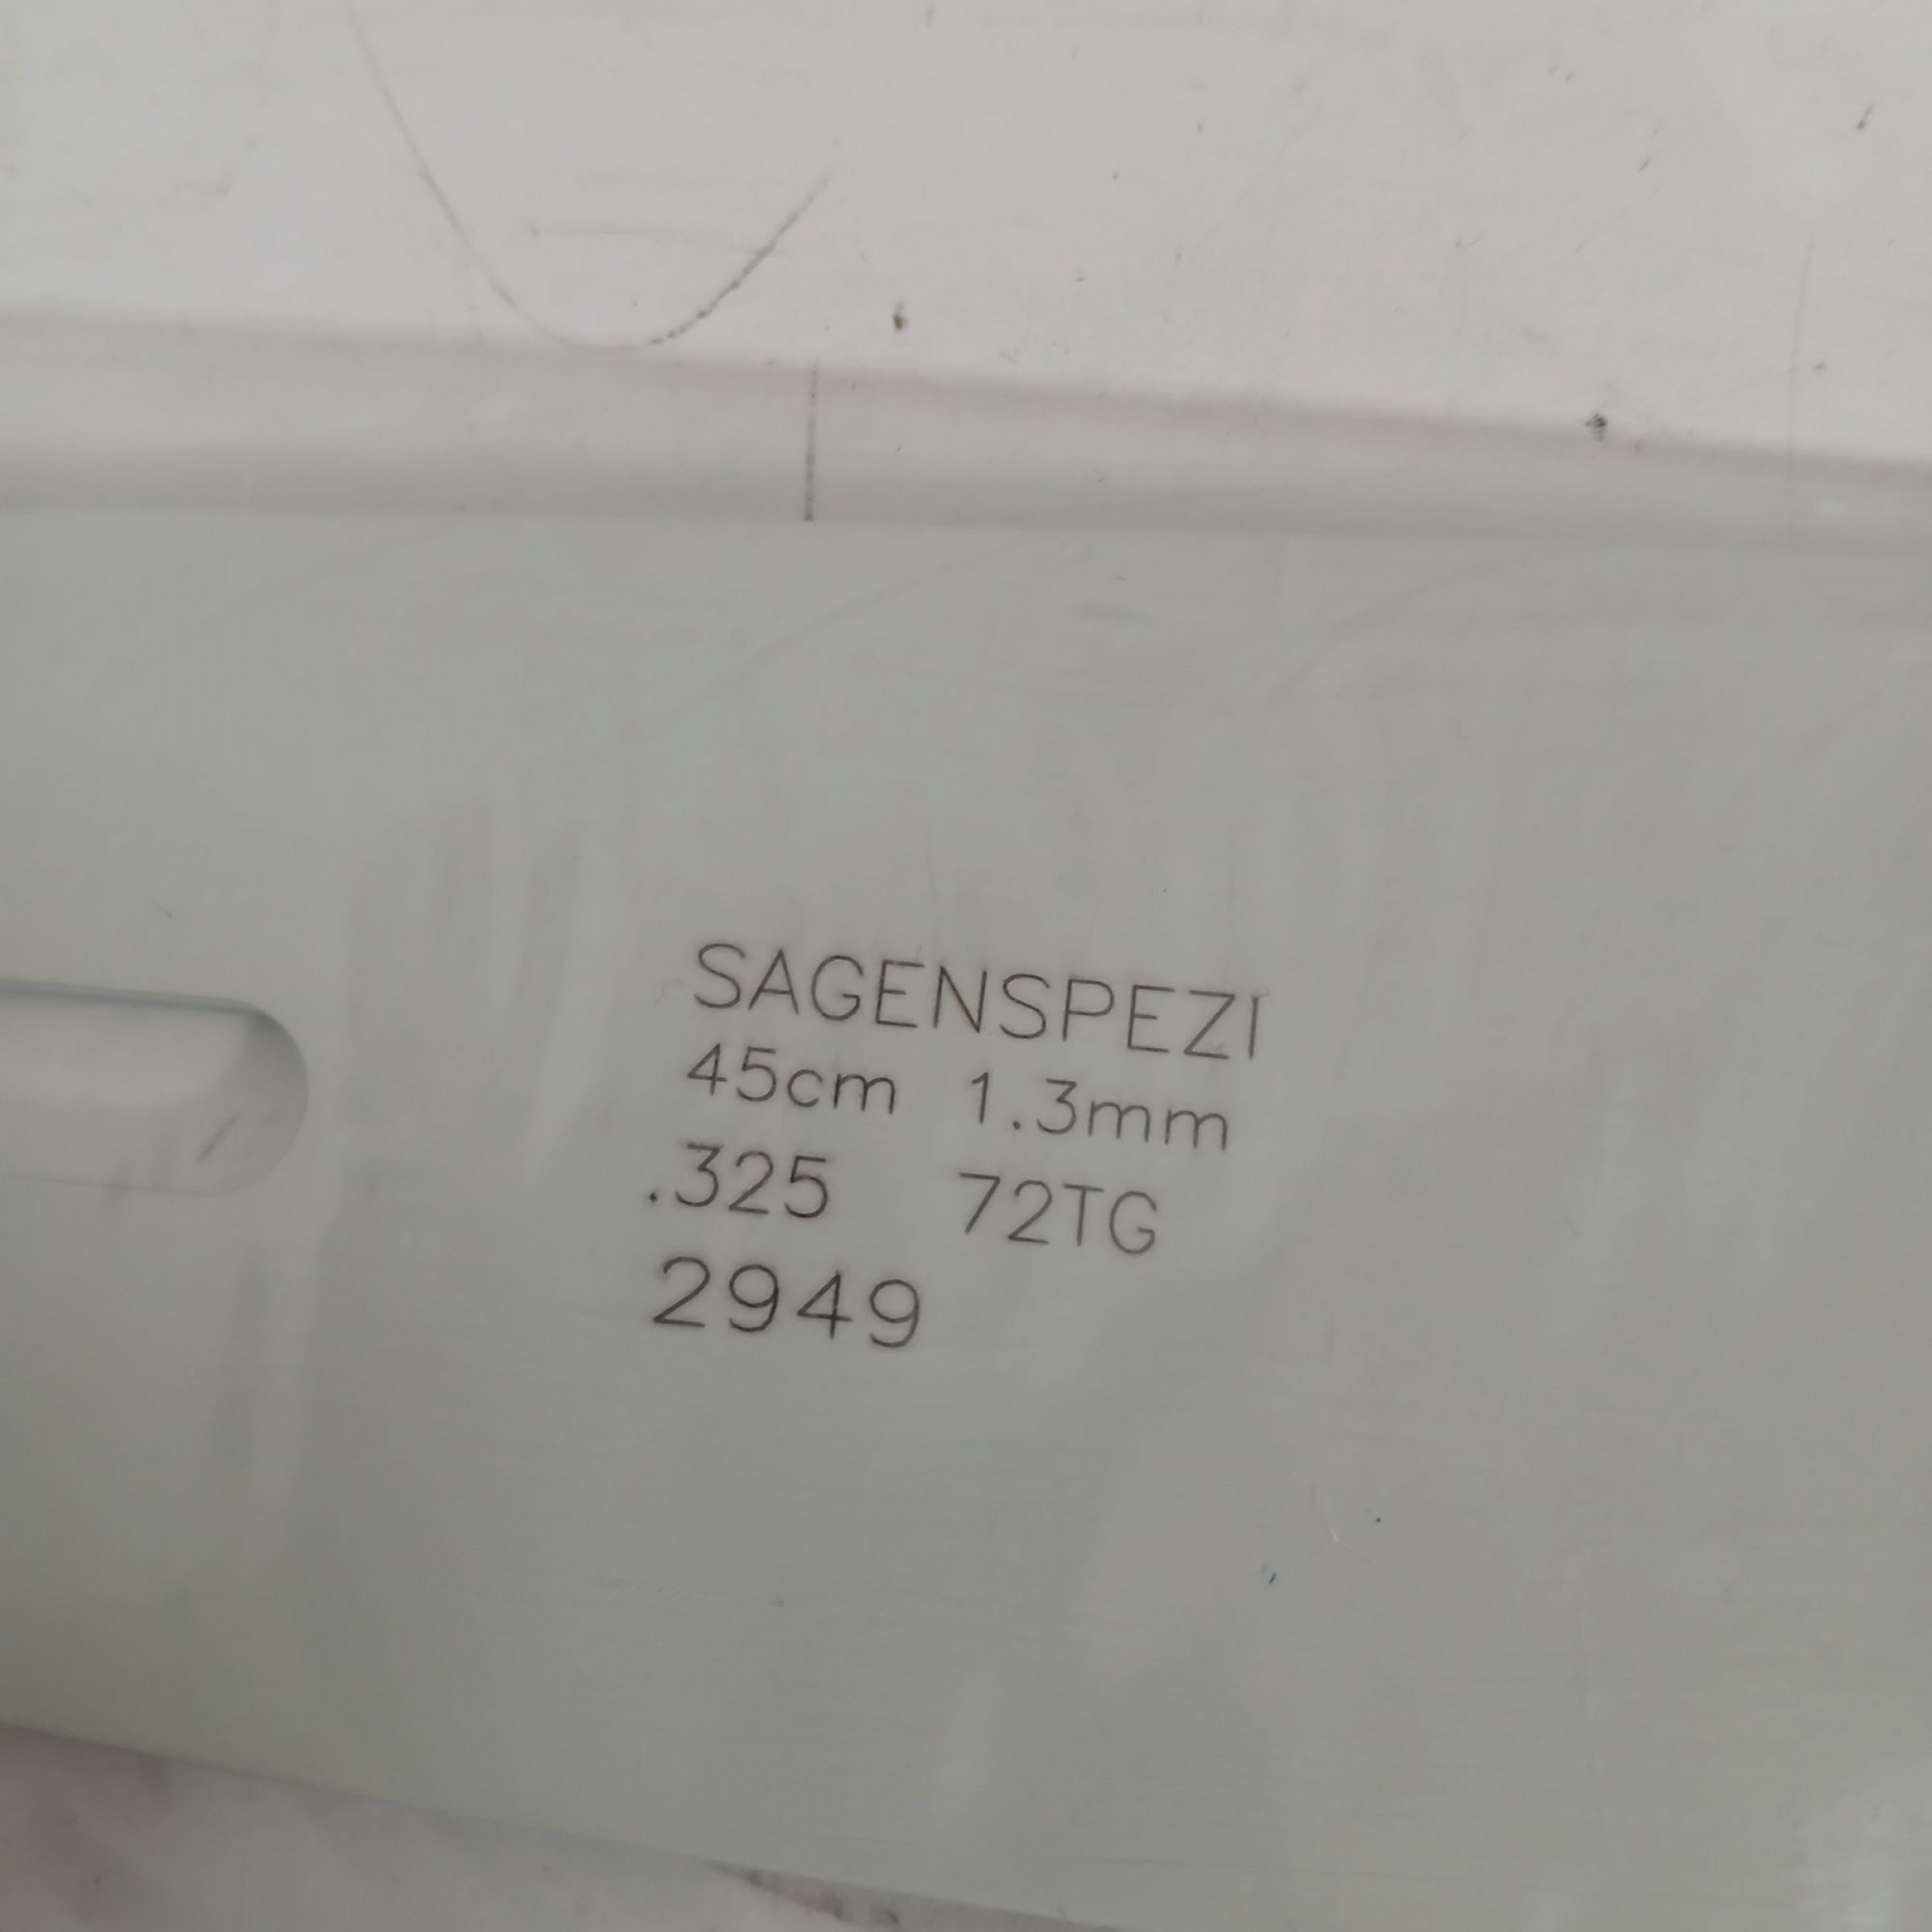 SAGENSPEZI
45cm 1.3mm
.325 72TG
2949